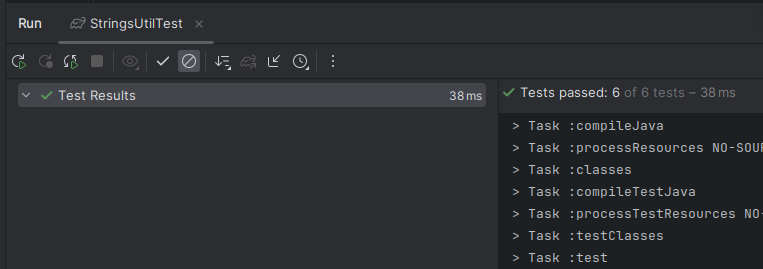 Run StringsUtilTest
Test Results 38 ms
Tests passed: 6 of 6 tests – 38 ms
> Task :compileJava
> Task :processResources NO-SOUR
> Task :classes
> Task :compileTestJava
> Task :processTestResources NO-
> Task :testClasses
> Task :test